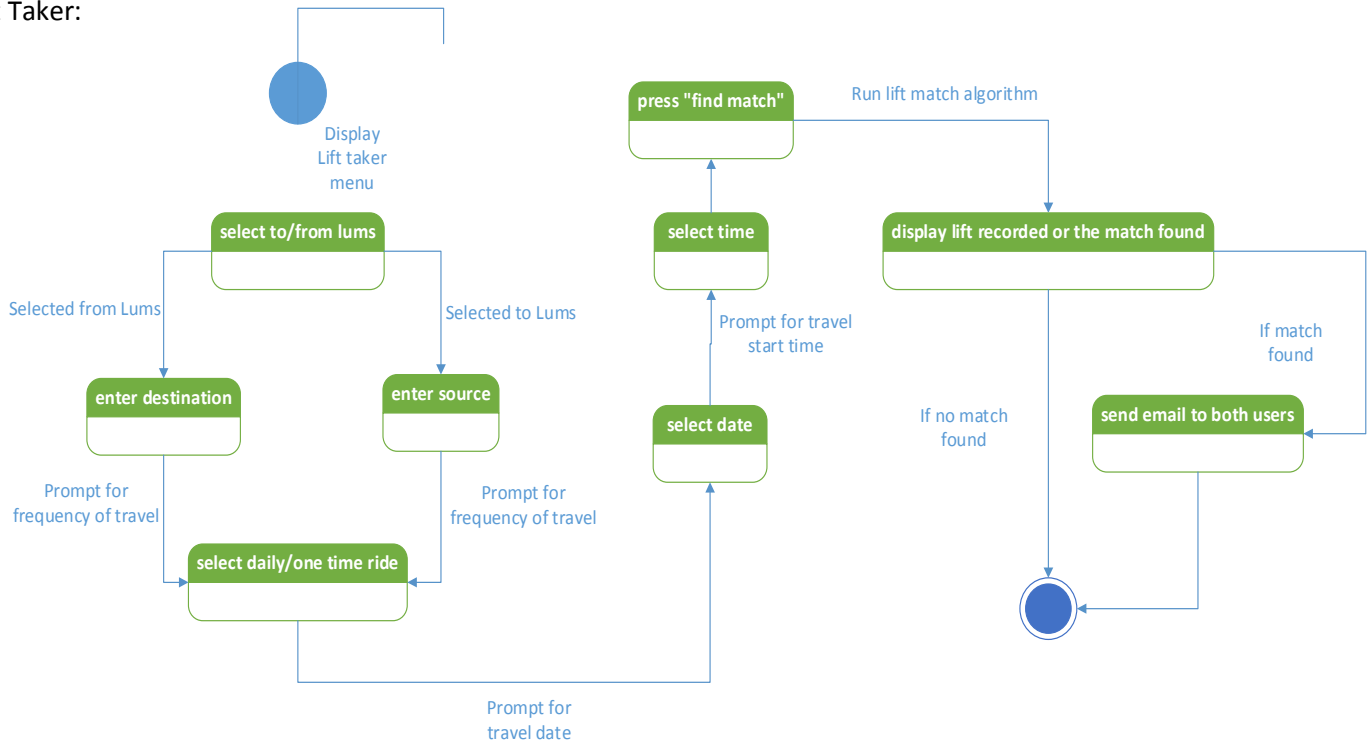 Taker:
Display
Lift taker
menu
select to/from lums
Selected from Lums
Selected to Lums
enter destination
enter source
Prompt for
frequency of travel
Prompt for
frequency of travel
select daily/one time ride
Prompt for
travel date
select date
Prompt for travel
start time
select time
press "find match"
Run lift match algorithm
display lift recorded or the match found
If no match
found
If match
found
send email to both users